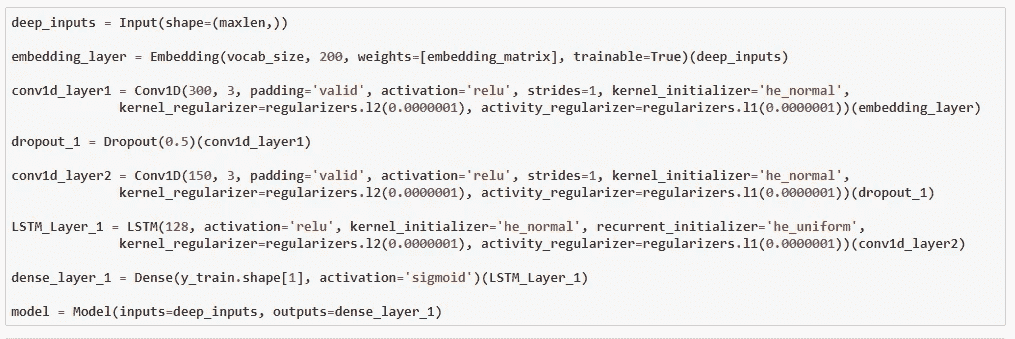 deep_inputs = Input(shape=(maxlen,))
embedding_layer = Embedding(vocab_size, 200, weights=[embedding_matrix], trainable=True)(deep_inputs)
conv1d_layer1 = Conv1D(300, 3, padding='valid', activation='relu', strides=1, kernel_initializer='he_normal',
kernel_regularizer=regularizers.l2(0.0000001), activity_regularizer=regularizers.l1(0.0000001))(embedding_layer)
dropout_1 = Dropout(0.5)(conv1d_layer1)
conv1d_layer2 = Conv1D(150, 3, padding='valid', activation='relu', strides=1, kernel_initializer='he_normal',
kernel_regularizer=regularizers.l2(0.0000001), activity_regularizer=regularizers.l1(0.0000001))(dropout_1)
LSTM_Layer_1 = LSTM(128, activation='relu', kernel_initializer='he_normal', recurrent_initializer='he_uniform',
kernel_regularizer=regularizers.l2(0.0000001), activity_regularizer=regularizers.l1(0.0000001))(conv1d_layer2)
dense_layer_1 = Dense(y_train.shape[1], activation='sigmoid')(LSTM_Layer_1)
model = Model(inputs=deep_inputs, outputs=dense_layer_1)